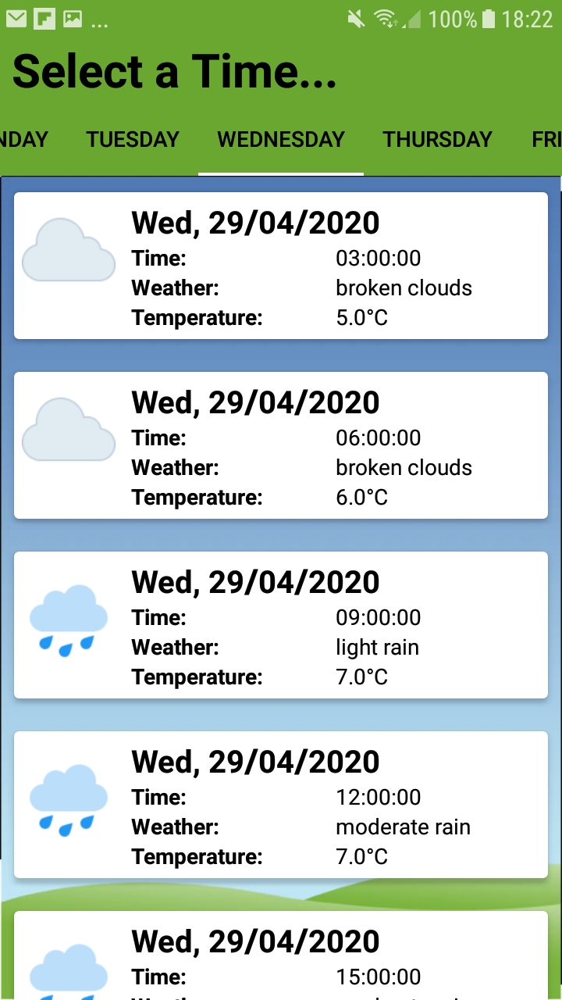 ... 100% 18:22
Select a Time...
NDAY TUESDAY WEDNESDAY THURSDAY FRI
Wed, 29/04/2020
Time: 03:00:00
Weather: broken clouds
Temperature: 5.0°C
Wed, 29/04/2020
Time: 06:00:00
Weather: broken clouds
Temperature: 6.0°C
Wed, 29/04/2020
Time: 09:00:00
Weather: light rain
Temperature: 7.0°C
Wed, 29/04/2020
Time: 12:00:00
Weather: moderate rain
Temperature: 7.0°C
Wed, 29/04/2020
Time: 15:00:00